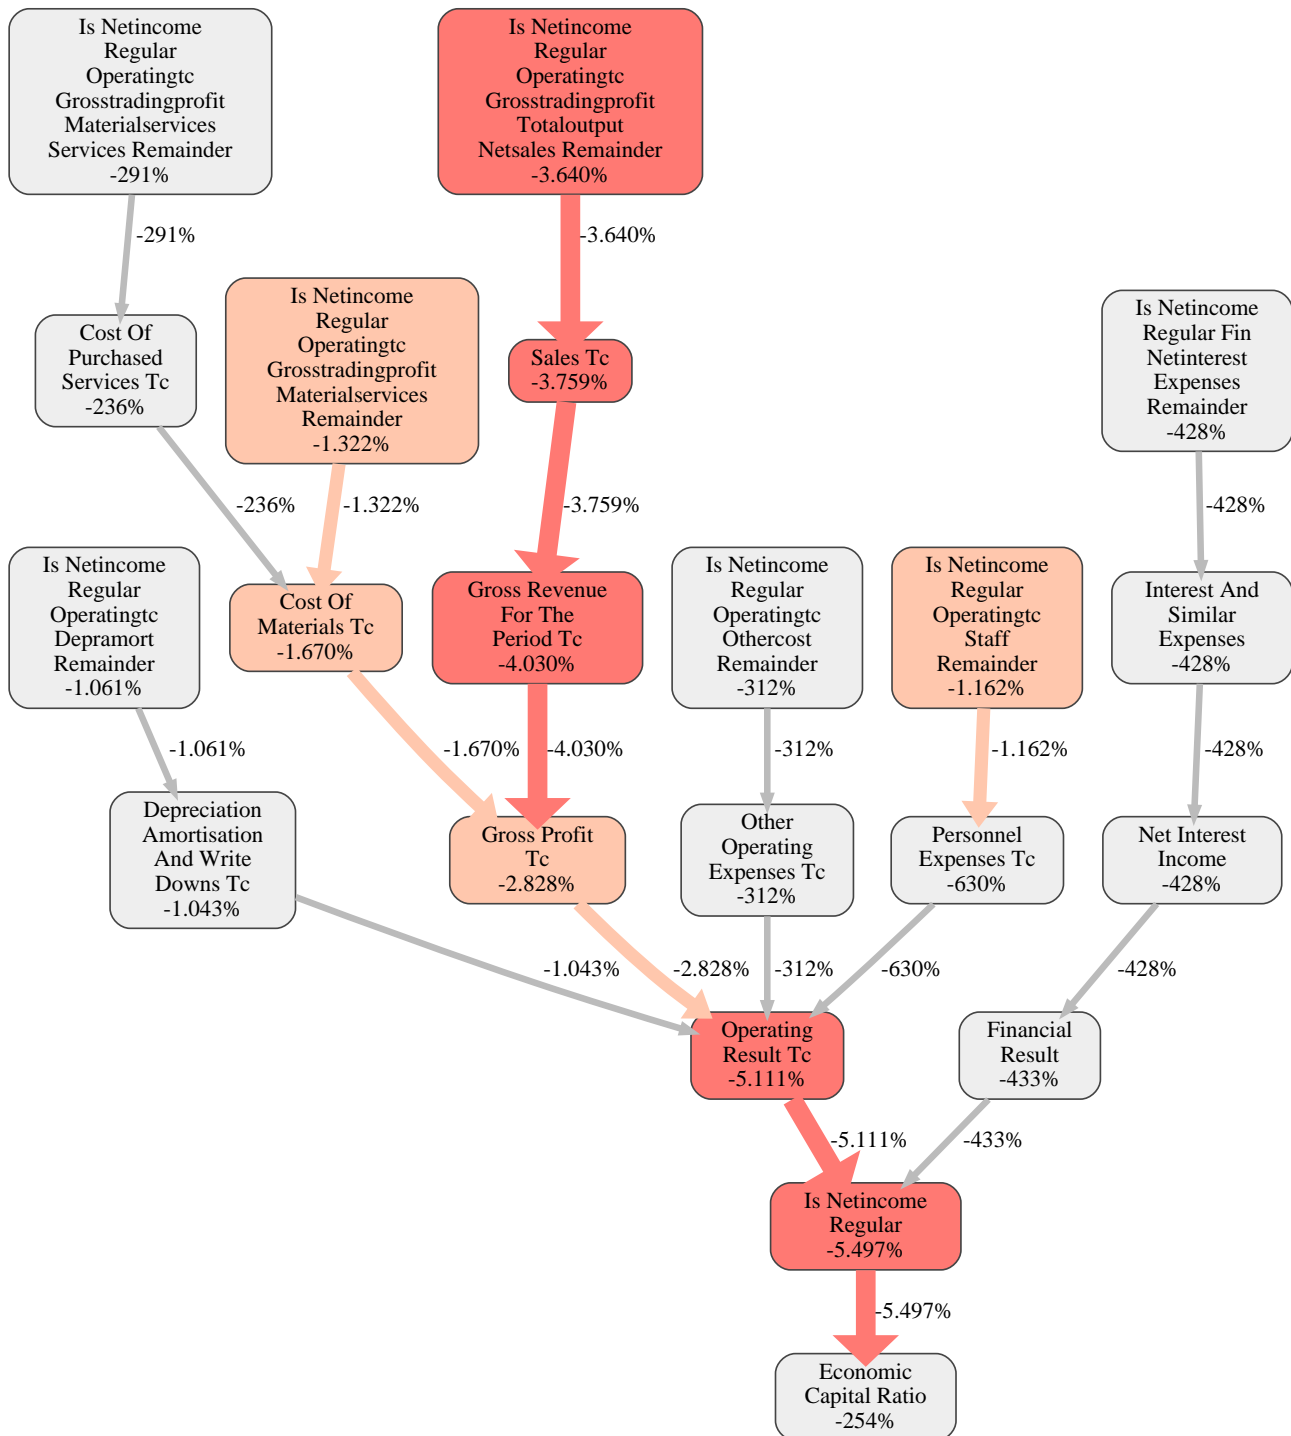 Is Netincome
Regular
Operatingtc
Grosstradingprofit
Materialservices
Services Remainder
-291%
Is Netincome
Regular
Operatingtc
Grosstradingprofit
Totaloutput
Netsales Remainder
-3.640%
-291%
-3.640%
Cost Of
Purchased
Services Tc
-236%
Is Netincome
Regular
Operatingtc
Grosstradingprofit
Materialservices
Remainder
-1.322%
Sales Tc
-3.759%
Is Netincome
Regular Fin
Netinterest
Expenses
Remainder
-428%
-236%
-1.322%
-3.759%
-428%
Is Netincome
Regular
Operatingtc
Depramort
Remainder
-1.061%
Cost Of
Materials Tc
-1.670%
Gross Revenue
For The
Period Tc
-4.030%
Is Netincome
Regular
Operatingtc
Othercost
Remainder
-312%
Is Netincome
Regular
Operatingtc
Staff
Remainder
-1.162%
Interest And
Similar
Expenses
-428%
-1.061%
-1.670%
-4.030%
-312%
-1.162%
-428%
Depreciation
Amortisation
And Write
Downs Tc
-1.043%
Gross Profit
Tc
-2.828%
Other
Operating
Expenses Tc
-312%
Personnel
Expenses Tc
-630%
Net Interest
Income
-428%
-1.043%
-2.828%
-312%
-630%
-428%
Operating
Result Tc
-5.111%
Financial
Result
-433%
-5.111%
-433%
Is Netincome
Regular
-5.497%
-5.497%
Economic
Capital Ratio
-254%